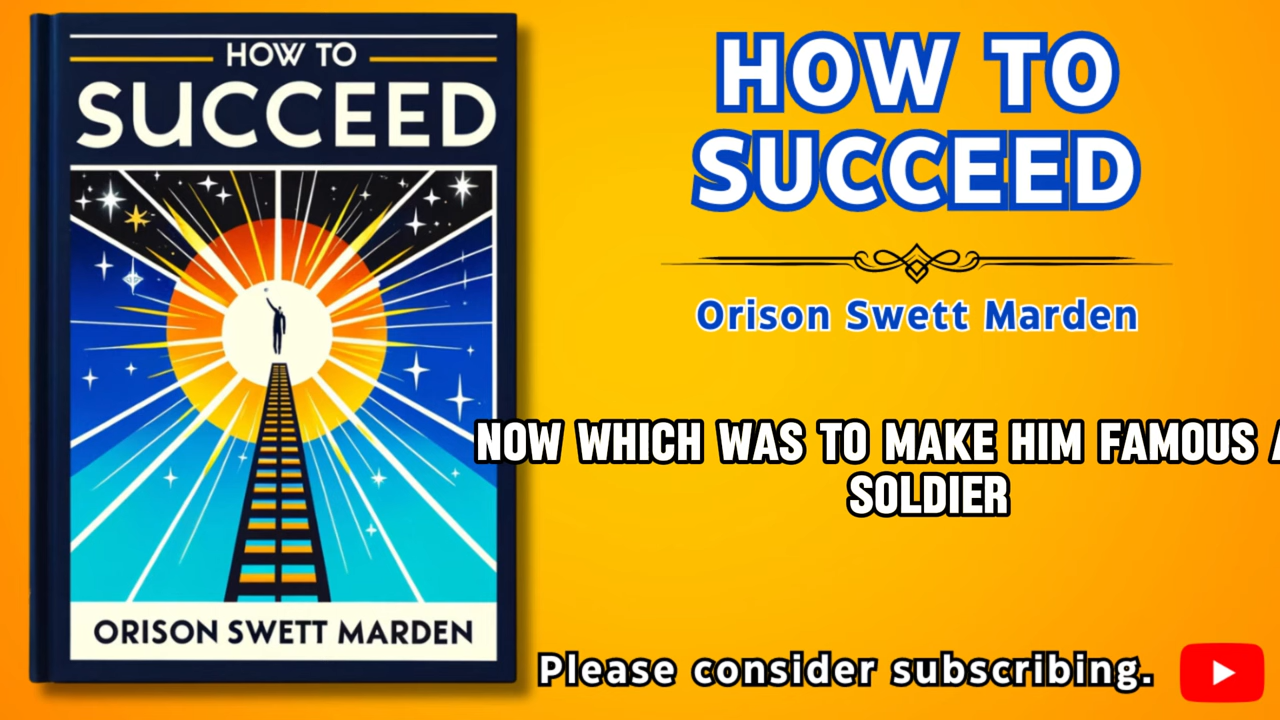 HOW TO
SUCCEED
ORISON SWETT MARDEN
HOW TO
SUCCEED
Orison Swett Marden
NOW WHICH WAS TO MAKE HIM FAMOUS
SOLDIER
Please consider subscribing.